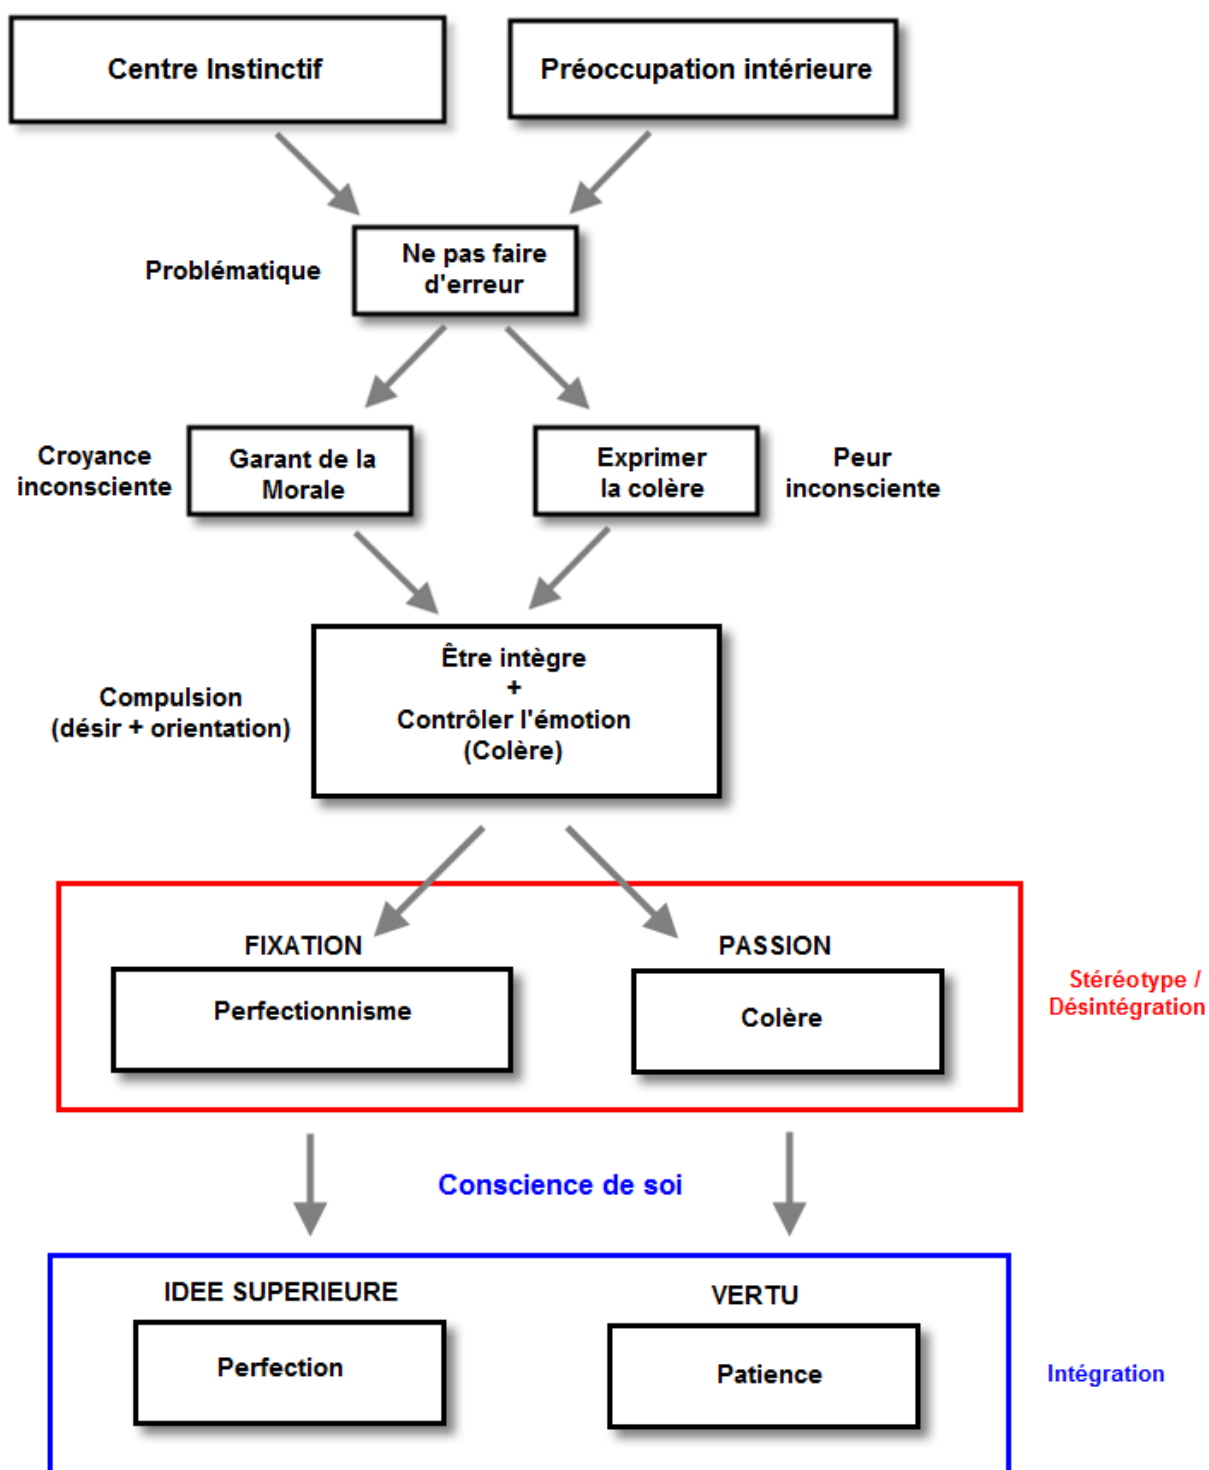 Centre Instinctif
Préoccupation intérieure
Problématique
Ne pas faire
d'erreur
Croyance
inconsciente
Garant de la
Morale
Exprimer
la colère
Peur
inconsciente
Compulsion
(désir + orientation)
Être intègre
+
Contrôler l'émotion
(Colère)
FIXATION
PASSION
Perfectionnisme
Colère
Stéréotype /
Désintégration
Conscience de soi
IDEE SUPERIEURE
VERTU
Perfection
Patience
Intégration